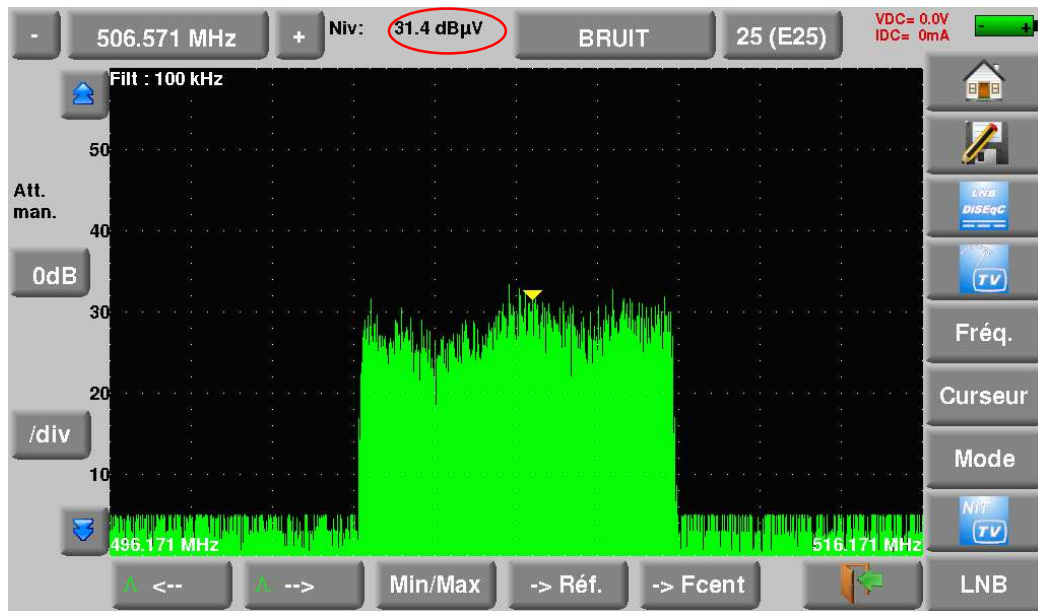 -
506.571 MHz
+
Niv:
31.4 dBµV
BRUIT
25 (E25)
VDC= 0.0V
IDC= 0mA
- +
Filt : 100 kHz
50
Att.
man.
40
0dB
30
20
/div
10
496.171 MHz
516.171 MHz
LNB
DiSEqC
TV
Fréq.
Curseur
Mode
NIT
TV
<--
-->
Min/Max
-> Réf.
-> Fcent
LNB